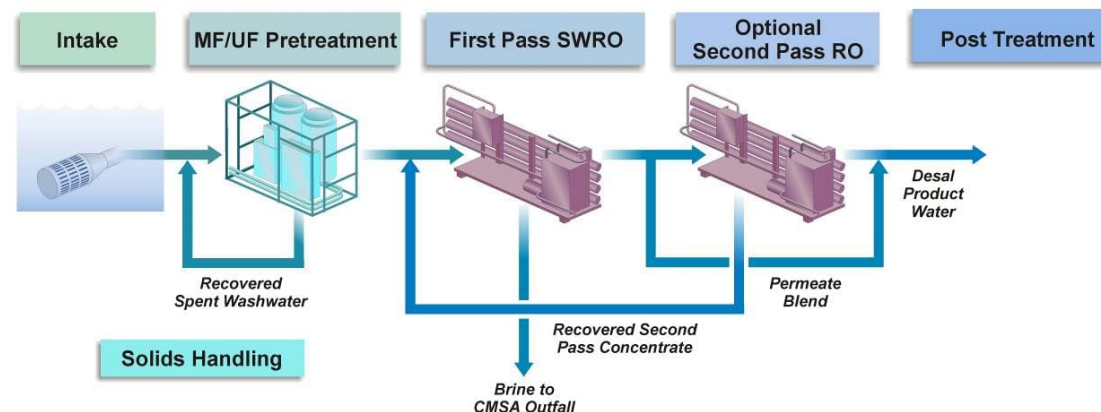 Intake
MF/UF Pretreatment
First Pass SWRO
Optional
Second Pass RO
Post Treatment
Desal
Product
Water
Recovered
Spent Washwater
Permeate
Blend
Recovered Second
Pass Concentrate
Solids Handling
Brine to
CMSA Outfall